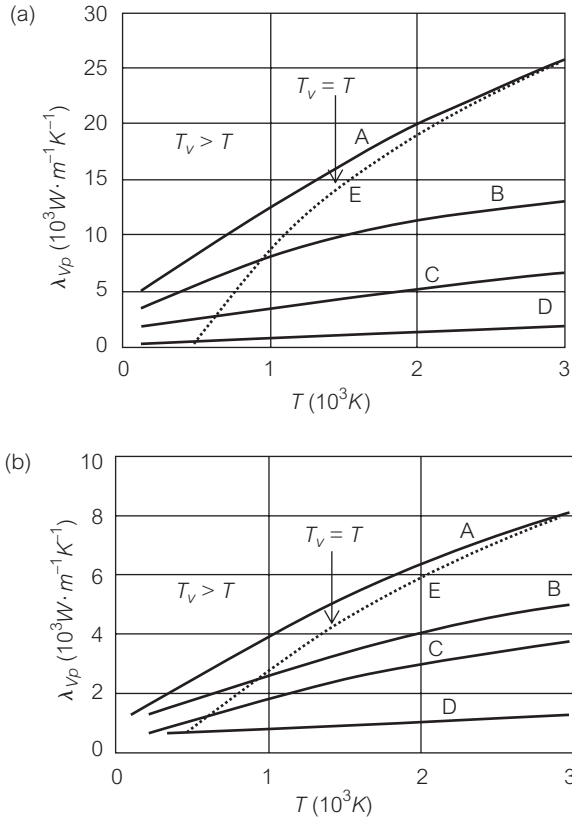 (a)
30
25
20
15
10
5
0
λVp (10³W·m⁻¹K⁻¹)
Tv = T
Tv > T
A
E
B
C
D
0 1 2 3
T (10³K)
(b)
10
8
6
4
2
0
λVp (10³W·m⁻¹K⁻¹)
Tv = T
Tv > T
A
E
B
C
D
0 1 2 3
T (10³K)